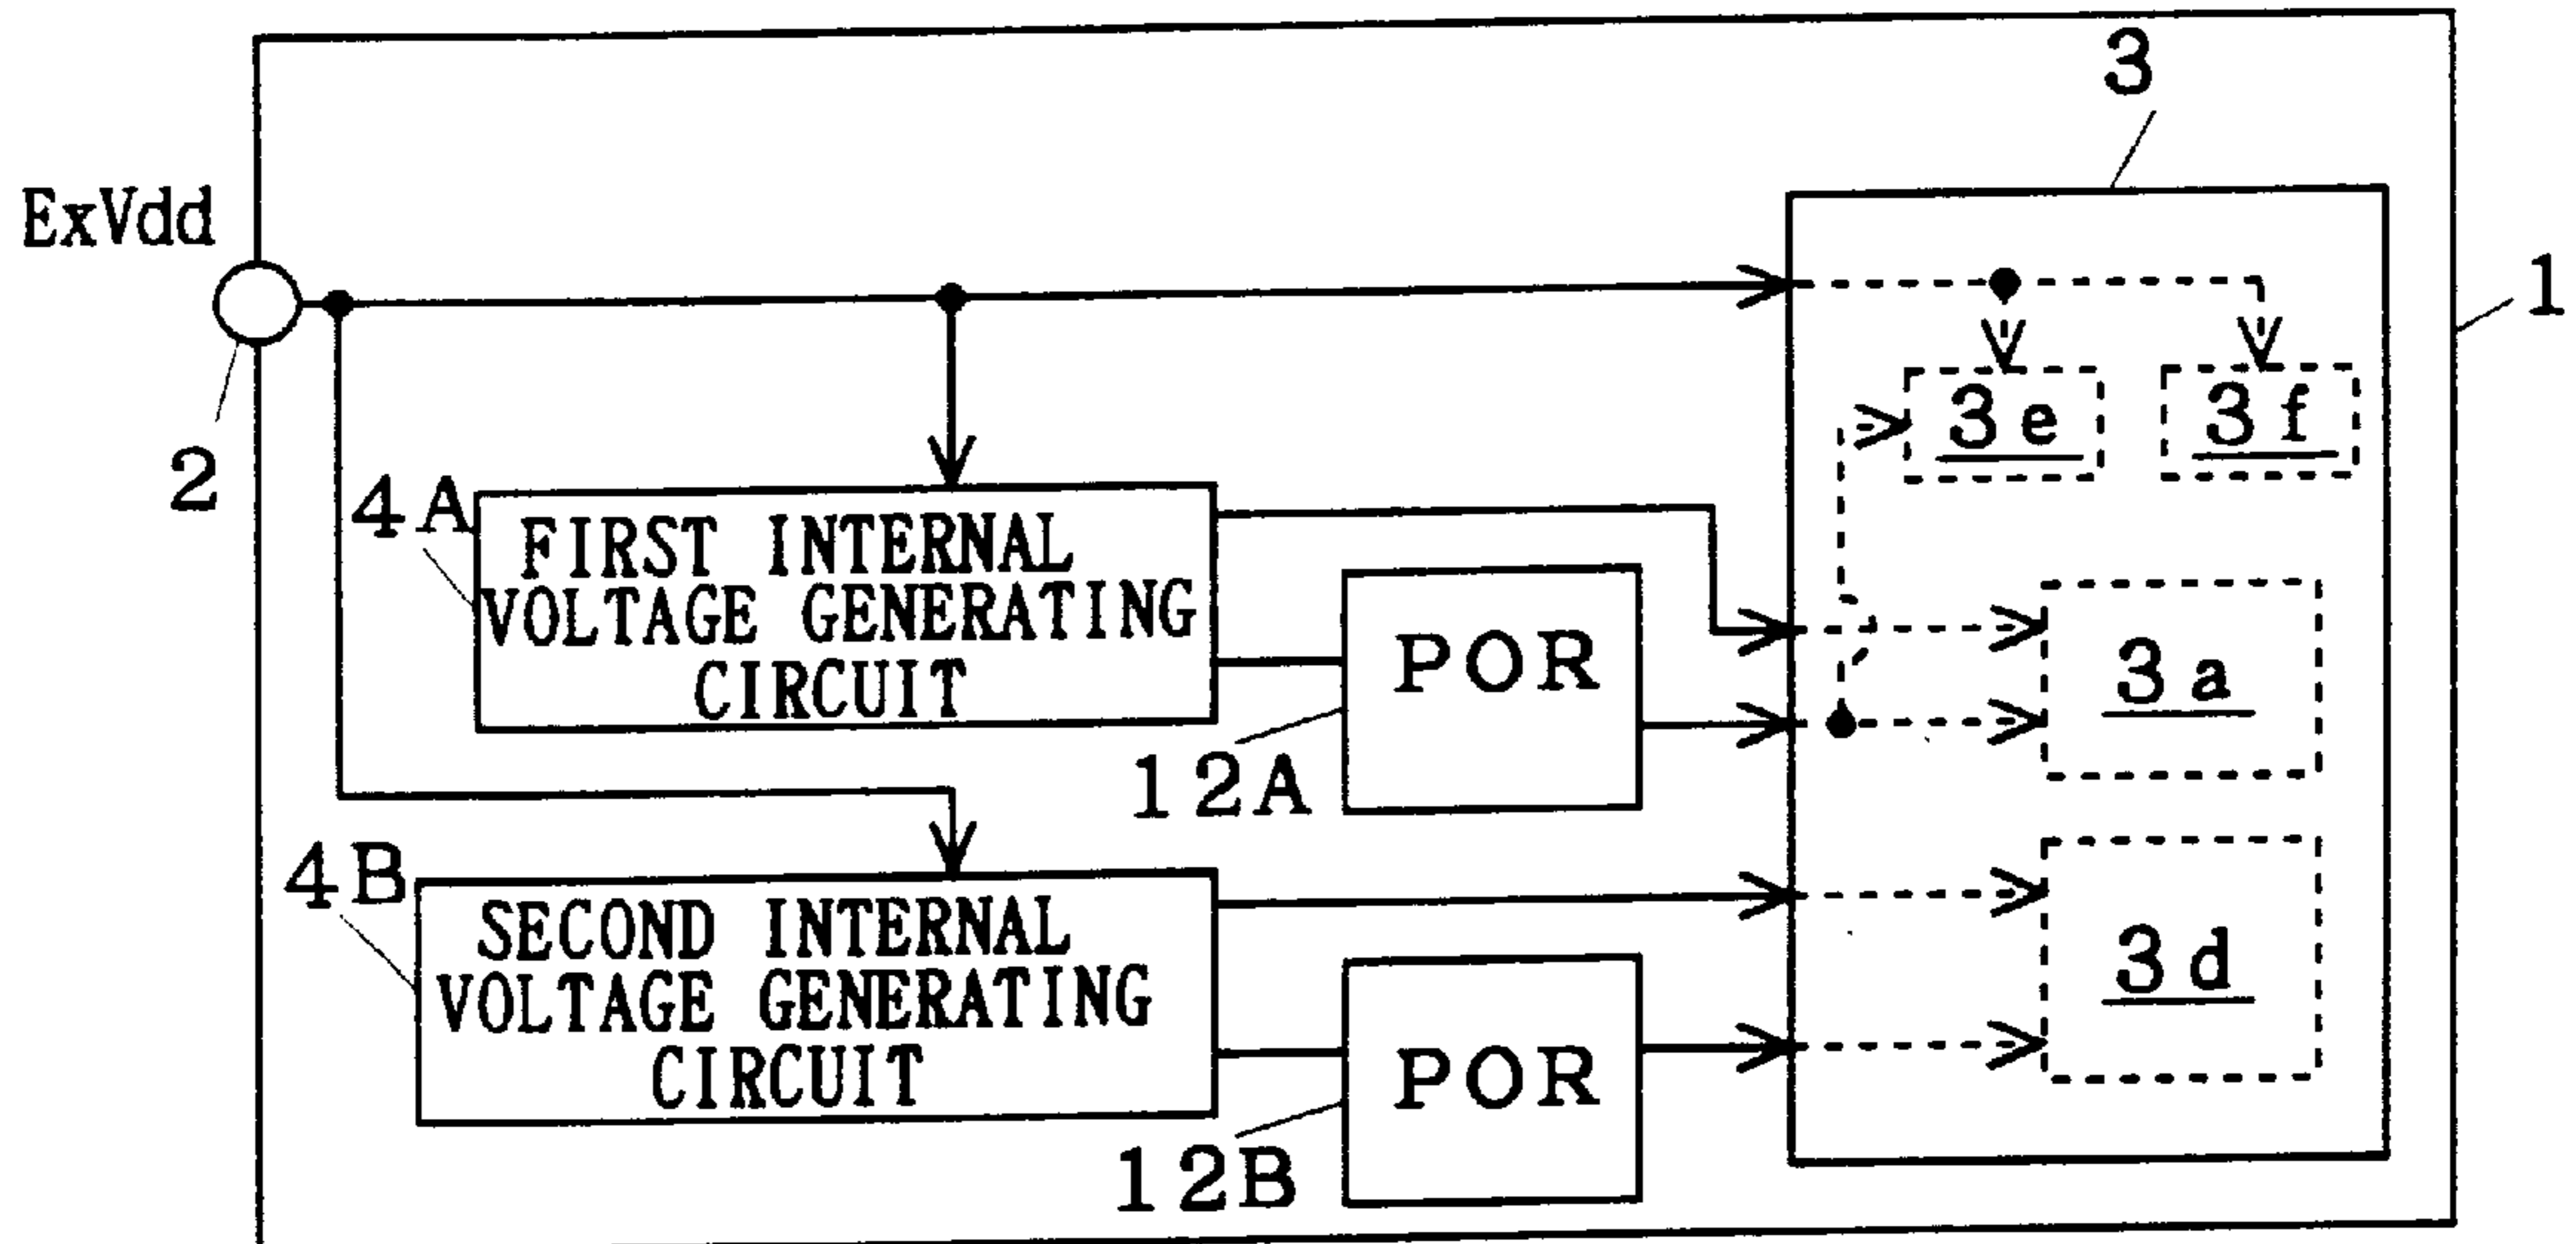 3
ExVdd
1
2
3e
3f
4A
FIRST INTERNAL
VOLTAGE GENERATING
CIRCUIT
POR
3a
12A
4B
SECOND INTERNAL
VOLTAGE GENERATING
CIRCUIT
POR
3d
12B